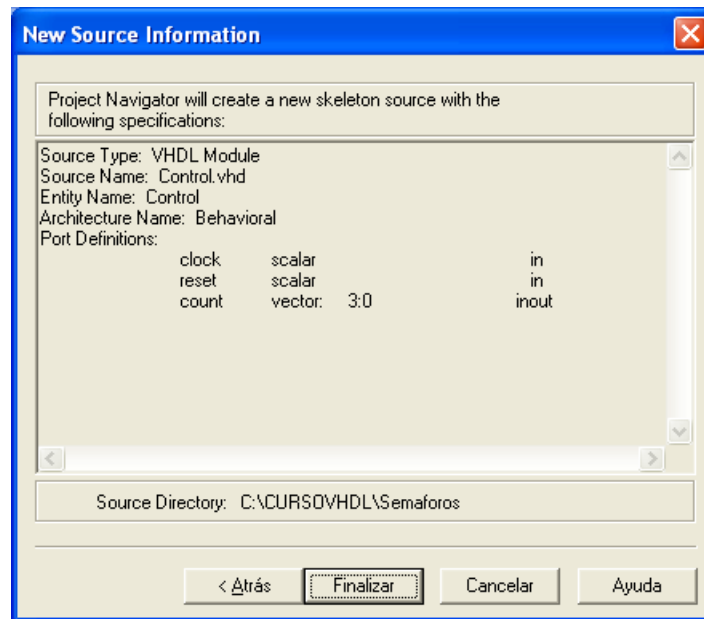 New Source Information
Project Navigator will create a new skeleton source with the
following specifications:
Source Type: VHDL Module
Source Name: Control.vhd
Entity Name: Control
Architecture Name: Behavioral
Port Definitions:
clock scalar in
reset scalar in
count vector: 3:0 inout
Source Directory: C:\CURSOVHDL\Semaforos
< Atrás Finalizar Cancelar Ayuda